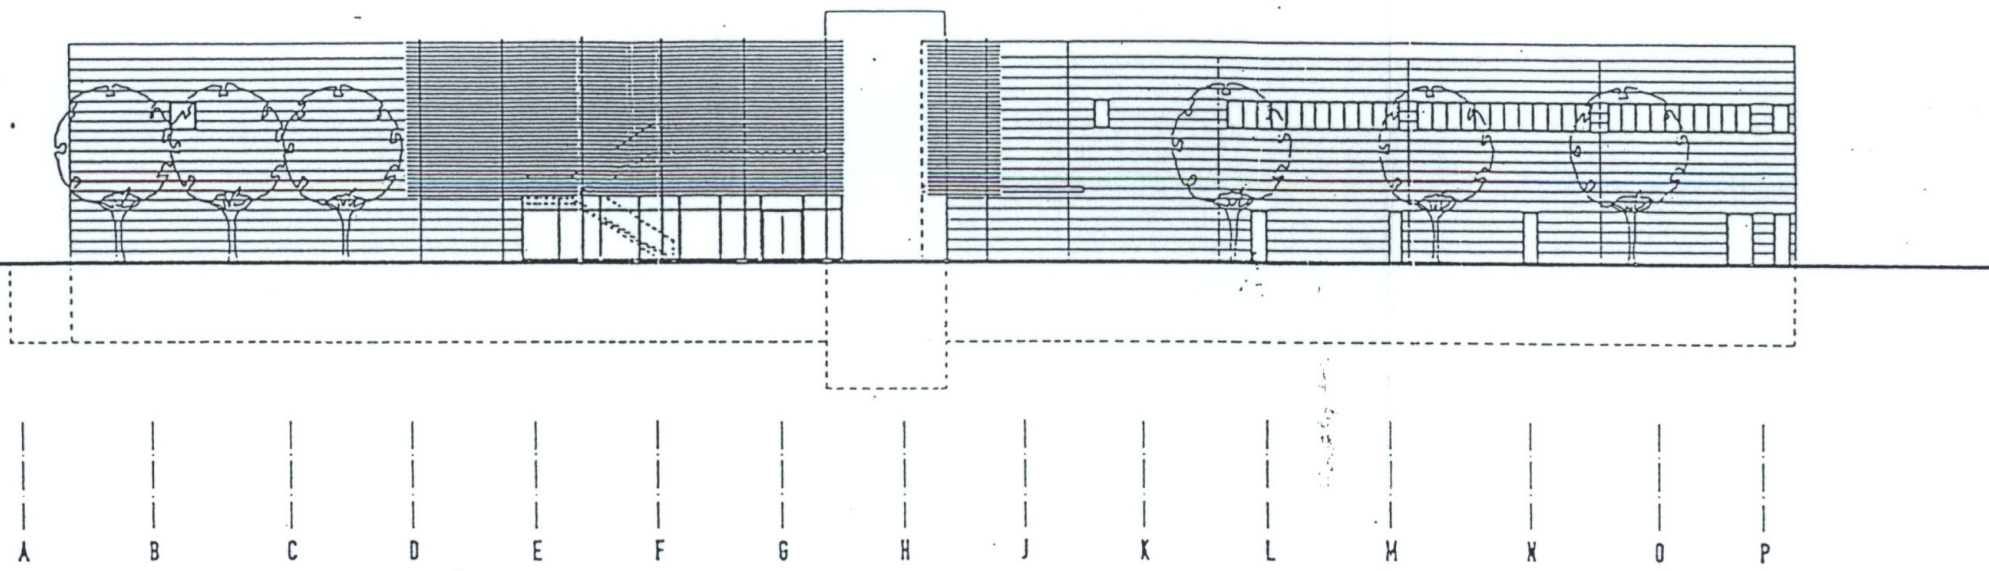 A B C D E F G H J K L M N O P